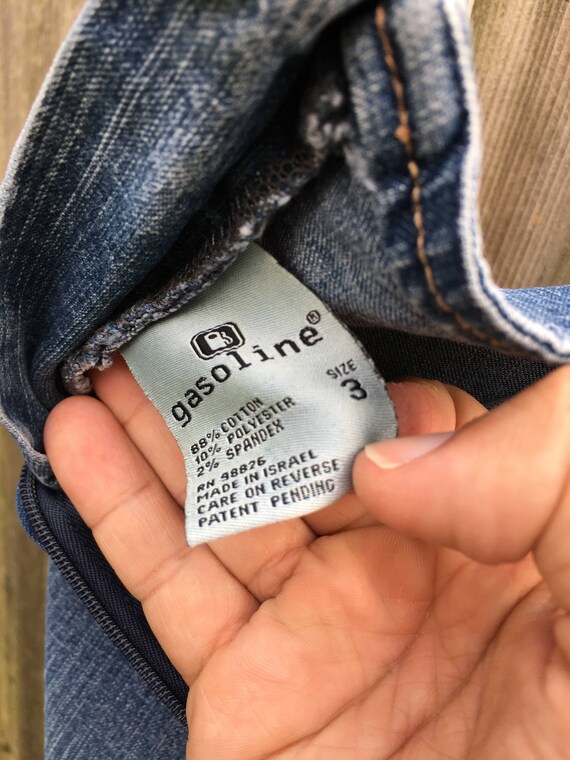 gasoline®
SIZE
3
88% COTTON
10% POLYESTER
2% SPANDEX
RN 98826
MADE IN ISRAEL
CARE ON REVERSE
PATENT PENDING